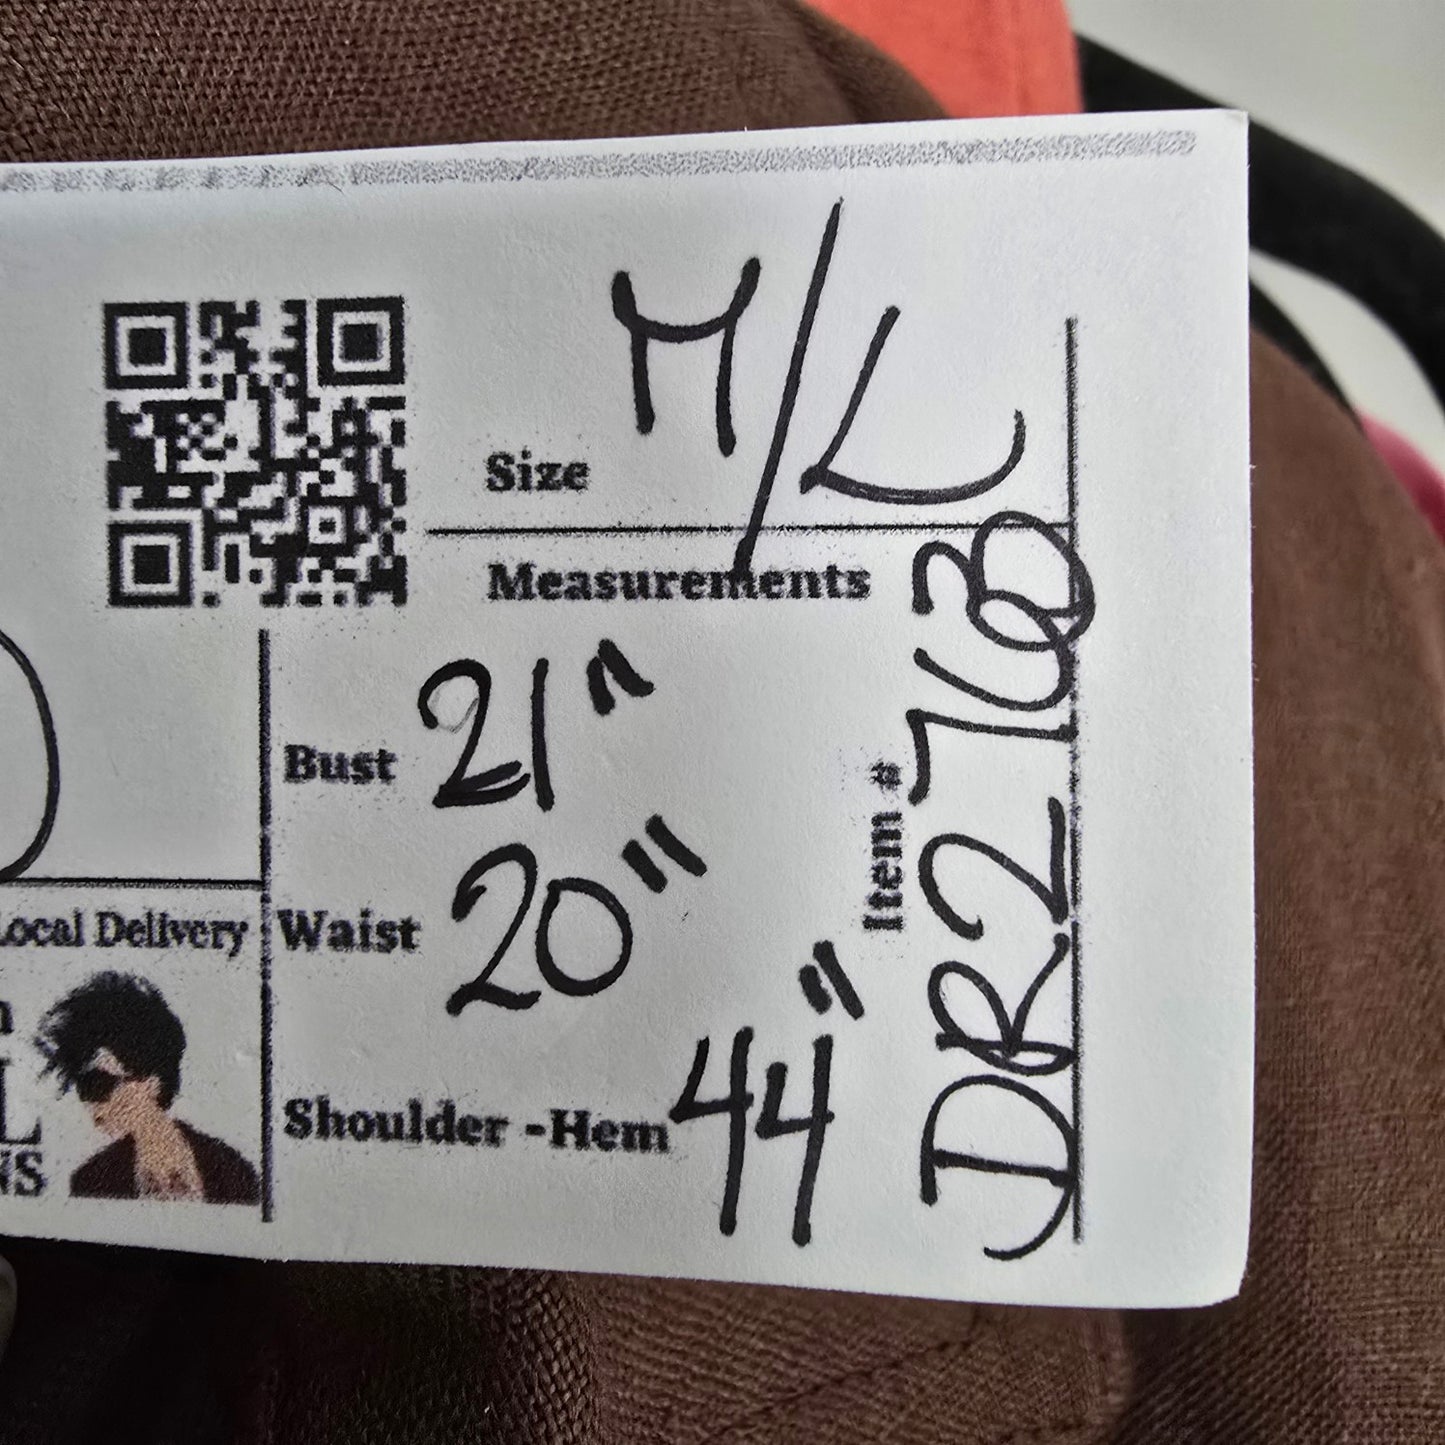 Size M/L
Measurements
Bust 21"
Waist 20"
Shoulder -Hem 44"
Item # DR2763
Local Delivery